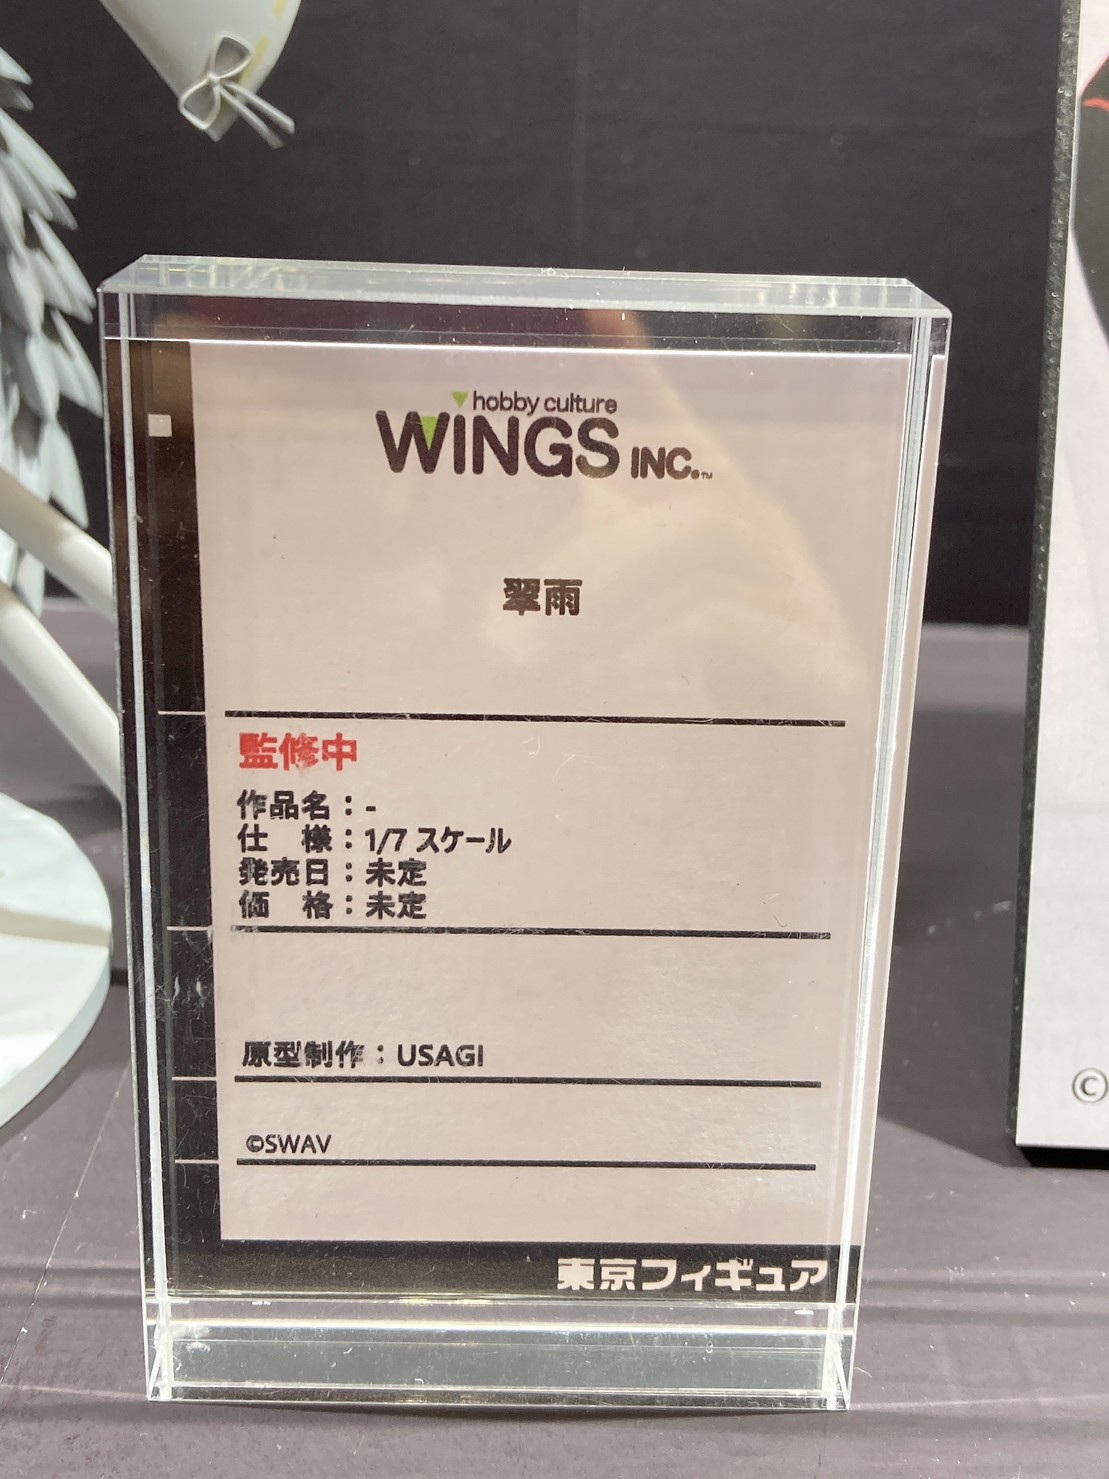 hobby culture
WINGS INC.™
翠雨
監修中
作品名：-
仕　様：1/7 スケール
発売日：未定
価　格：未定
原型制作：USAGI
©SWAV
東京フィギュア
©